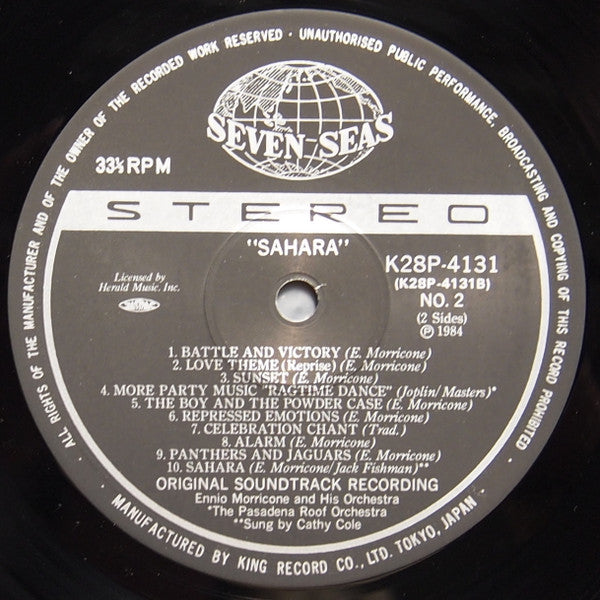 ALL RIGHTS OF THE MANUFACTURER AND OF THE OWNER OF THE RECORDED WORK RESERVED · UNAUTHORISED PUBLIC PERFORMANCE, BROADCASTING AND COPYING OF THIS RECORD PROHIBITED ·
SEVEN-SEAS
33⅓RPM
STEREO
"SAHARA"
Licensed by
Herald Music, Inc.
K28P-4131
(K28P-4131B)
NO. 2
(2 Sides)
℗ 1984
1. BATTLE AND VICTORY (E. Morricone)
2. LOVE THEME (Reprise) (E. Morricone)
3. SUNSET (E. Morricone)
4. MORE PARTY MUSIC "RAGTIME DANCE" (Joplin/Masters)*
5. THE BOY AND THE POWDER CASE (E. Morricone)
6. REPRESSED EMOTIONS (E. Morricone)
7. CELEBRATION CHANT (Trad.)
8. ALARM (E. Morricone)
9. PANTHERS AND JAGUARS (E. Morricone)
10. SAHARA (E. Morricone/Jack Fishman)**
ORIGINAL SOUNDTRACK RECORDING
Ennio Morricone and His Orchestra
*The Pasadena Roof Orchestra
**Sung by Cathy Cole
MANUFACTURED BY KING RECORD CO., LTD. TOKYO, JAPAN ·